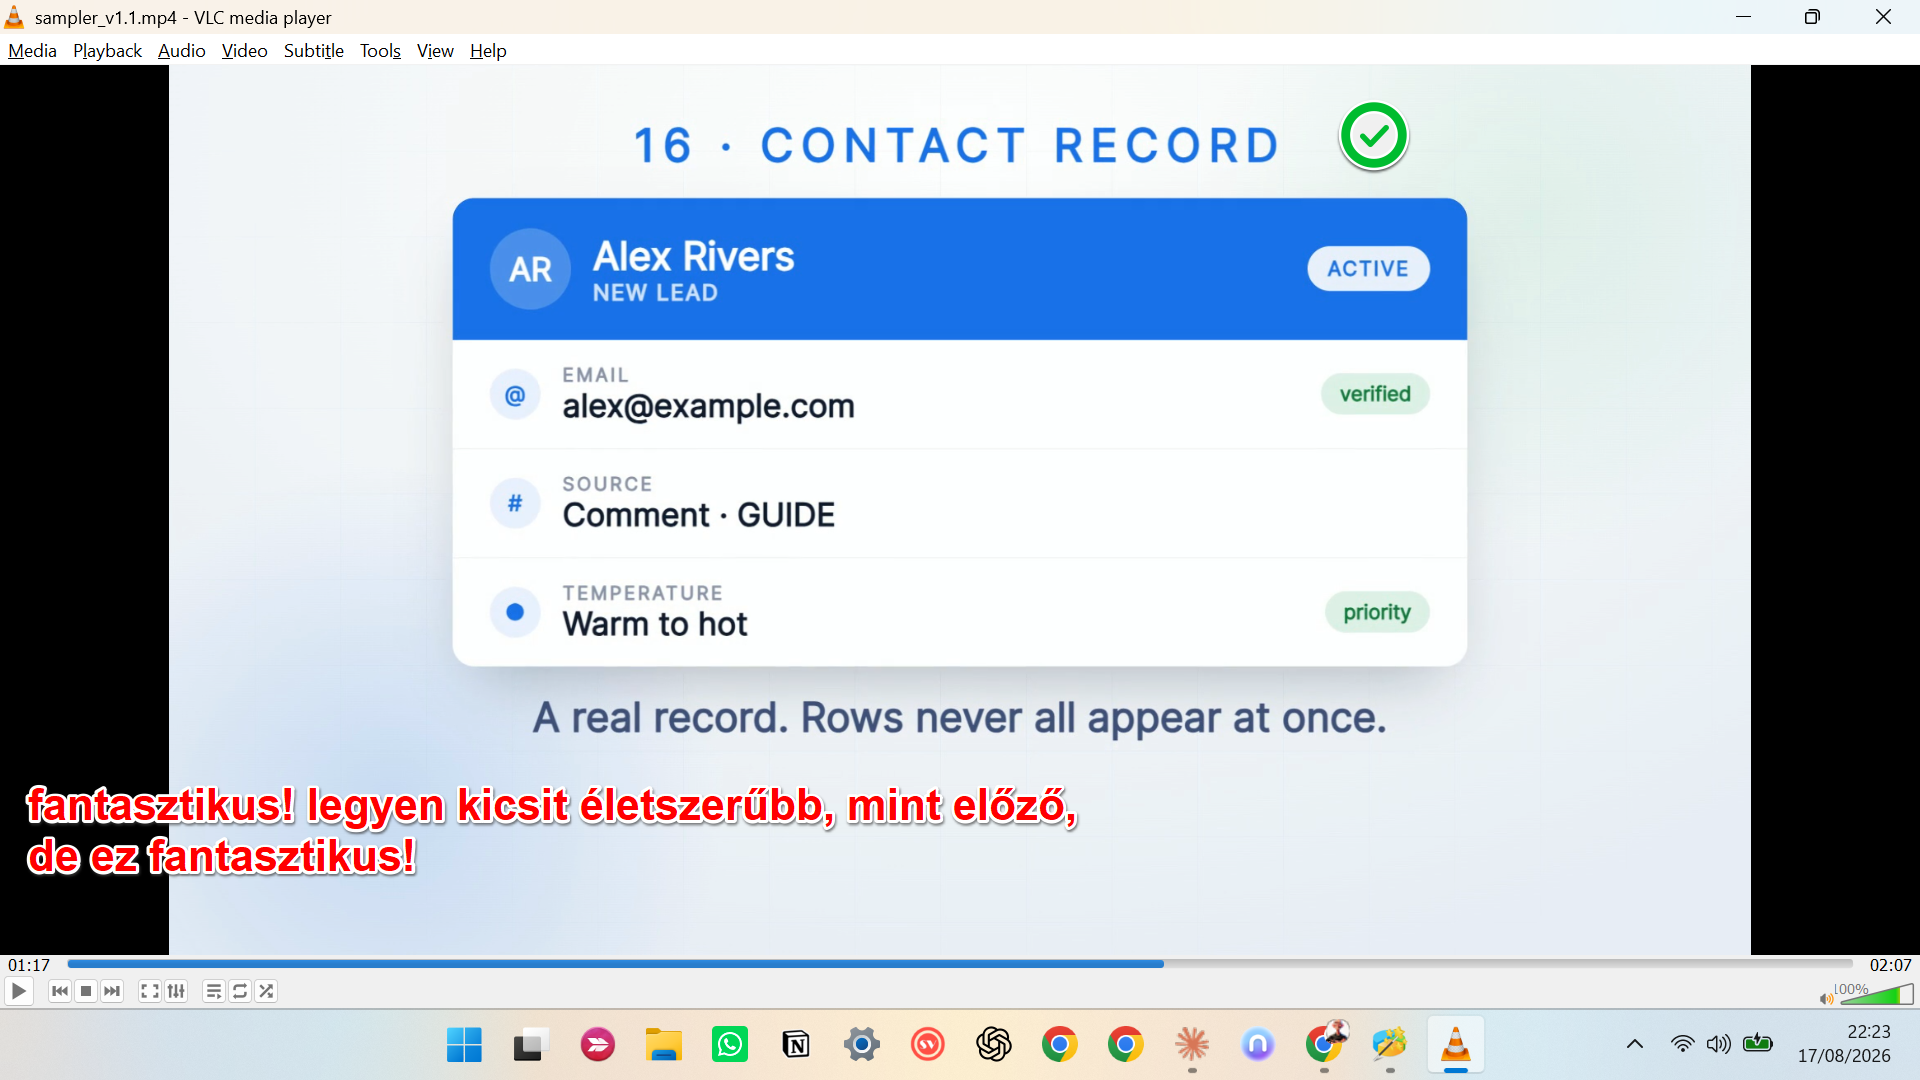 sampler_v1.1.mp4 - VLC media player
Media Playback Audio Video Subtitle Tools View Help
16 · CONTACT RECORD
AR
Alex Rivers
NEW LEAD
ACTIVE
@
EMAIL
alex@example.com
verified
#
SOURCE
Comment · GUIDE
TEMPERATURE
Warm to hot
priority
A real record. Rows never all appear at once.
fantasztikus! legyen kicsit életszerűbb, mint előző,
de ez fantasztikus!
01:17
02:07
100%
22:23
17/08/2026